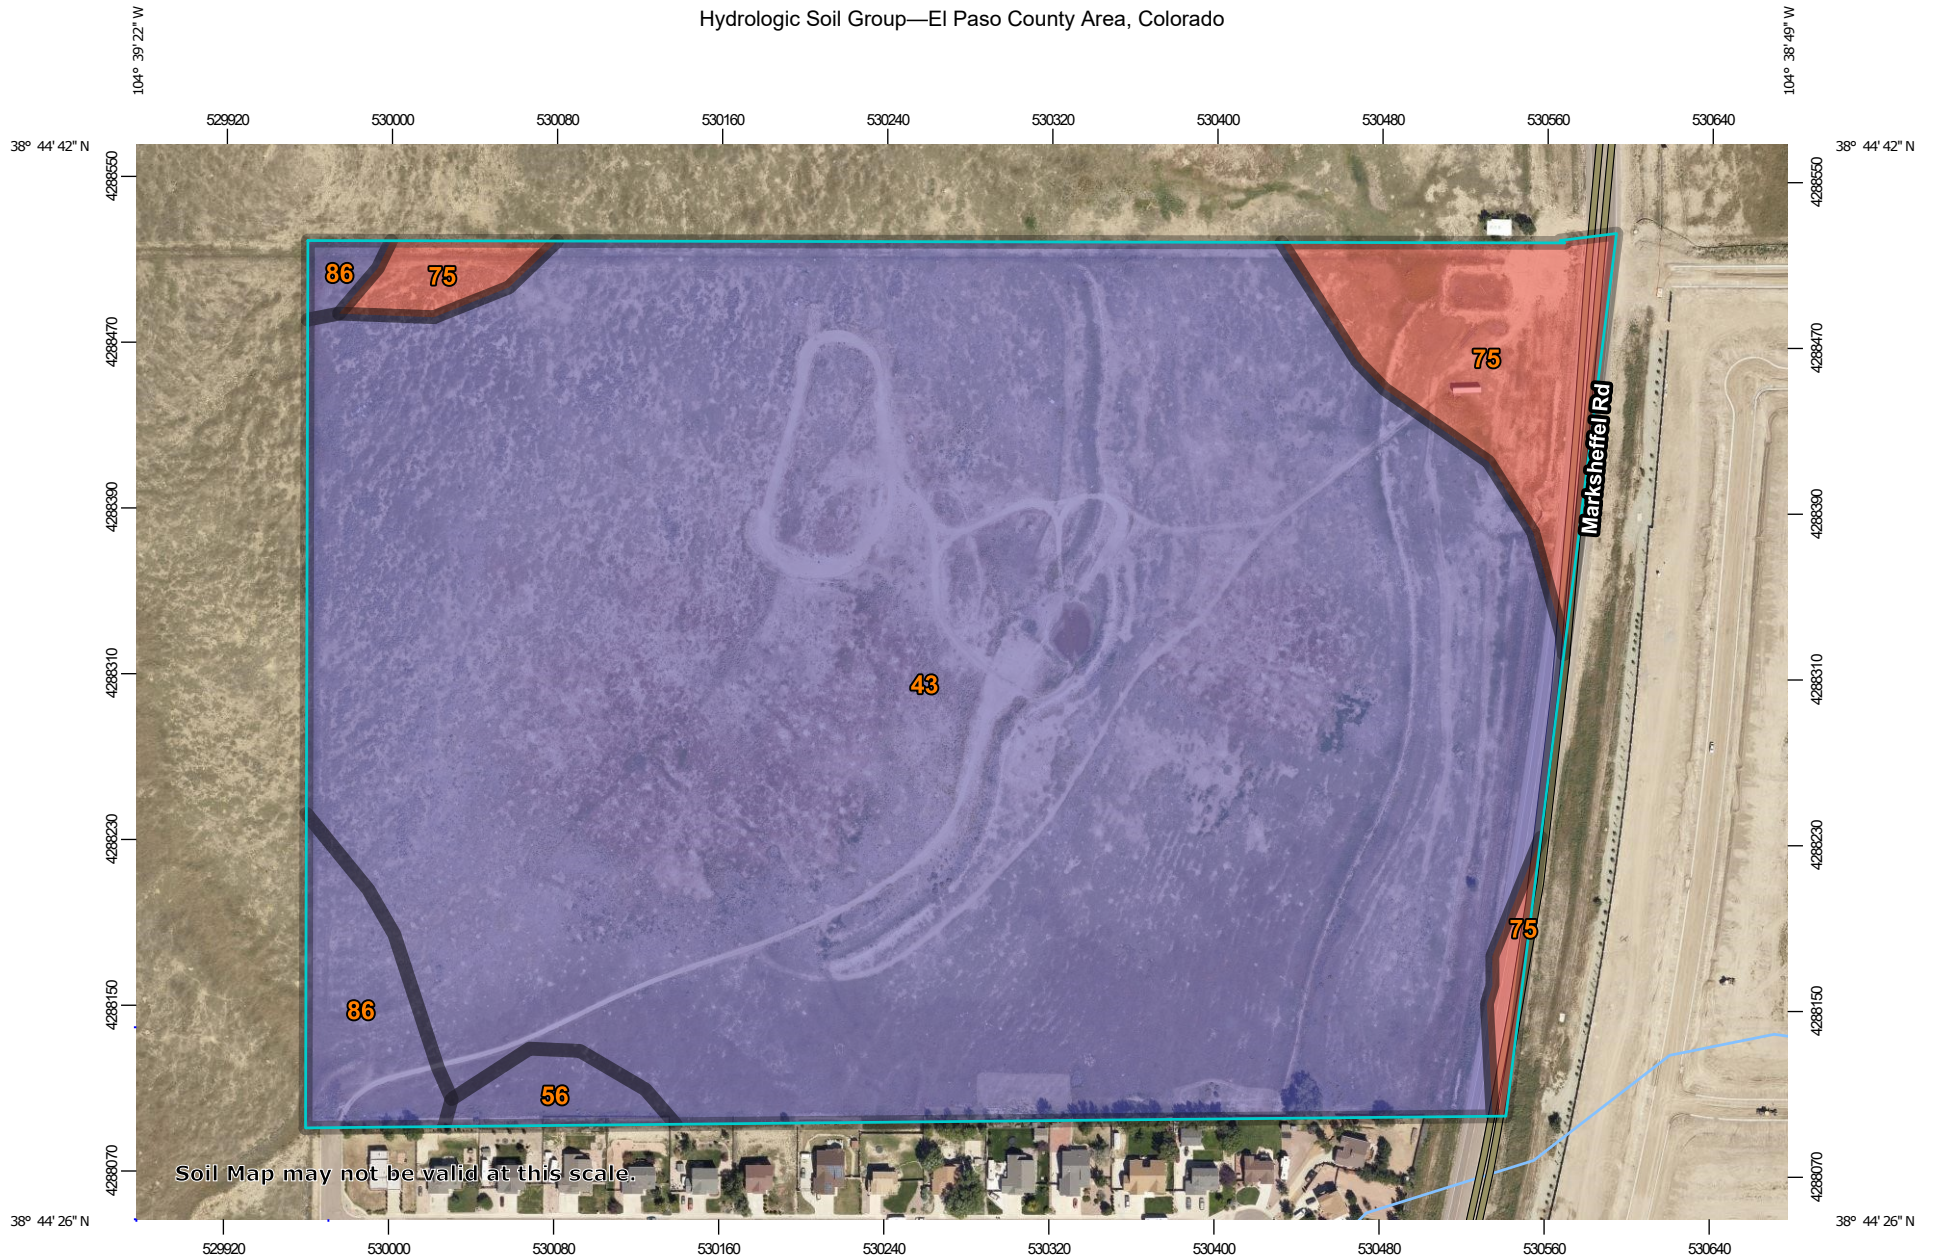 Hydrologic Soil Group—El Paso County Area, Colorado
104° 39' 22" W
104° 38' 49" W
529920 530000 530080 530160 530240 530320 530400 530480 530560 530640
38° 44' 42" N
38° 44' 42" N
4288550
4288550
86
75
4288470
4288470
75
Marksheffel Rd
4288390
4288390
4288310
4288310
43
4288230
4288230
75
4288150
4288150
86
56
4288070
4288070
Soil Map may not be valid at this scale.
38° 44' 26" N
38° 44' 26" N
529920 530000 530080 530160 530240 530320 530400 530480 530560 530640